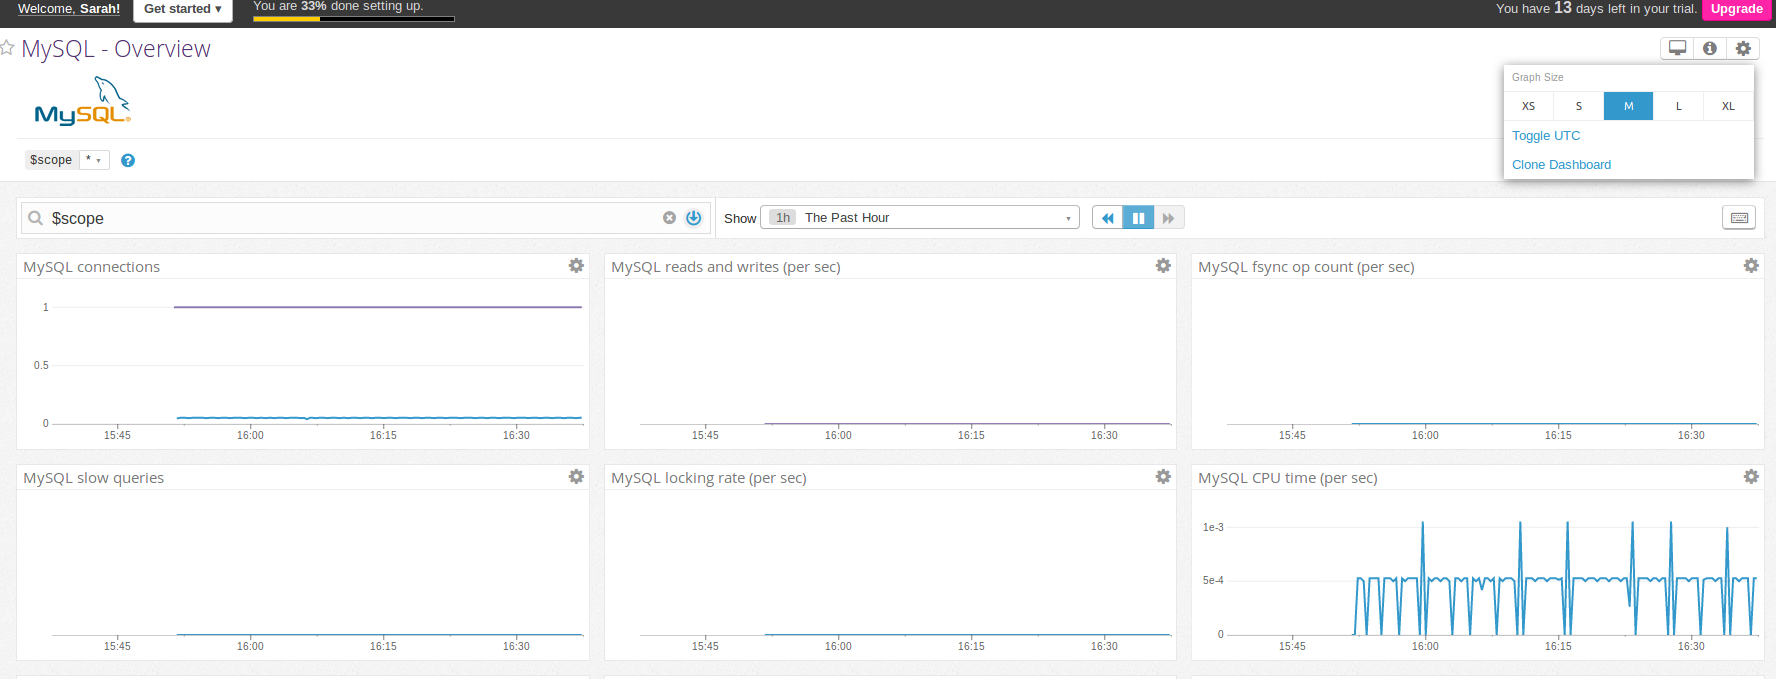 Welcome, Sarah!
Get started ▾
You are 33% done setting up.
You have 13 days left in your trial.
Upgrade
MySQL - Overview
MySQL®
Graph Size
XS S M L XL
Toggle UTC
Clone Dashboard
$scope * ▾ ?
$scope
Show 1h The Past Hour
MySQL connections
1
0.5
0
15:45 16:00 16:15 16:30
MySQL reads and writes (per sec)
15:45 16:00 16:15 16:30
MySQL fsync op count (per sec)
15:45 16:00 16:15 16:30
MySQL slow queries
15:45 16:00 16:15 16:30
MySQL locking rate (per sec)
15:45 16:00 16:15 16:30
MySQL CPU time (per sec)
1e-3
5e-4
0
15:45 16:00 16:15 16:30